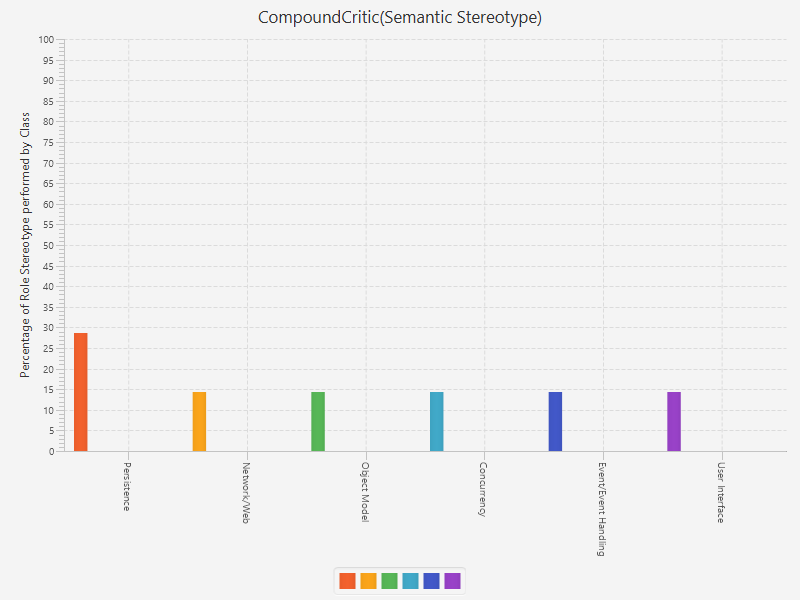 CompoundCritic(Semantic Stereotype)
Percentage of Role Stereotype performed by Class
100
95
90
85
80
75
70
65
60
55
50
45
40
35
30
25
20
15
10
5
0
Persistence
Network/Web
Object Model
Concurrency
Event/Event Handling
User Interface